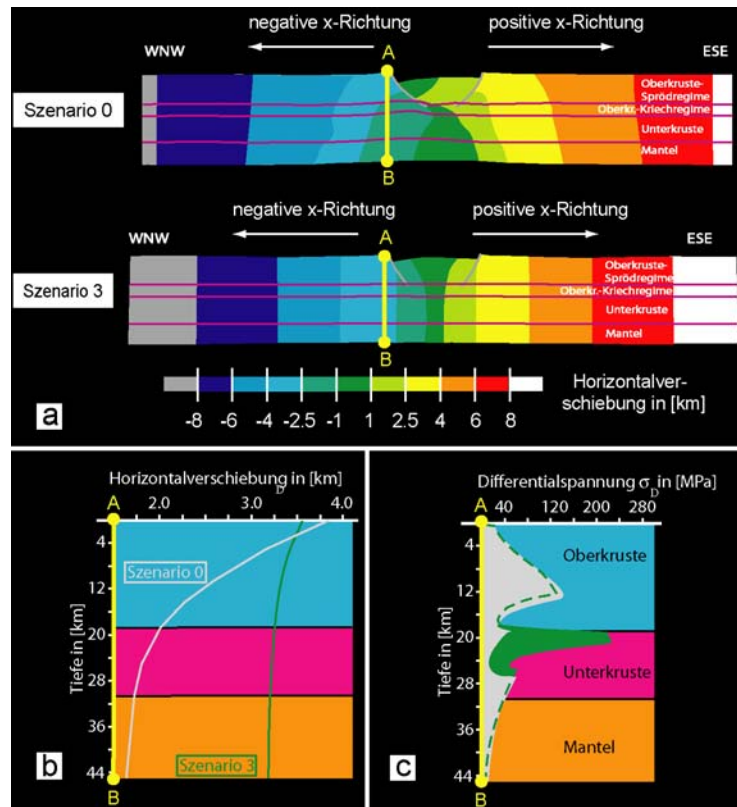 negative x-Richtung
positive x-Richtung
WNW
A
ESE
Szenario 0
Oberkruste-
Sprödregime
Oberkr.-Kriechregime
Unterkruste
Mantel
B
negative x-Richtung
positive x-Richtung
WNW
A
ESE
Szenario 3
Oberkruste-
Sprödregime
Oberkr.-Kriechregime
Unterkruste
Mantel
B
-8 -6 -4 -2.5 -1 1 2.5 4 6 8
Horizontalver-
schiebung in [km]
a
Horizontalverschiebung in [km]
D
A
2.0 3.0 4.0
4
12
20
28
36
44
Tiefe in [km]
Szenario 0
Szenario 3
B
b
Differentialspannung σD in [MPa]
A
40 120 200 280
4
12
20
28
36
44
Tiefe in [km]
Oberkruste
Unterkruste
Mantel
B
c